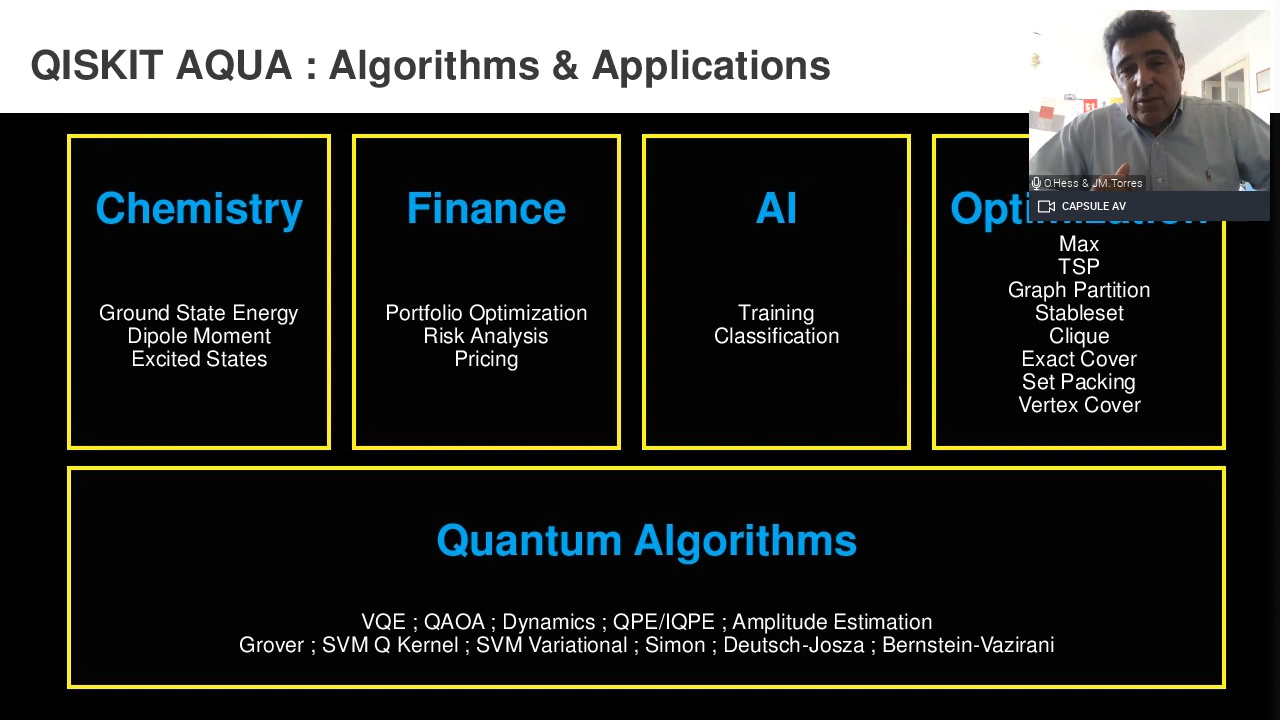 QISKIT AQUA : Algorithms & Applications
O.Hess & JM.Torres
CAPSULE AV
Chemistry
Ground State Energy
Dipole Moment
Excited States
Finance
Portfolio Optimization
Risk Analysis
Pricing
AI
Training
Classification
Optimization
Max
TSP
Graph Partition
Stableset
Clique
Exact Cover
Set Packing
Vertex Cover
Quantum Algorithms
VQE ; QAOA ; Dynamics ; QPE/IQPE ; Amplitude Estimation
Grover ; SVM Q Kernel ; SVM Variational ; Simon ; Deutsch-Josza ; Bernstein-Vazirani